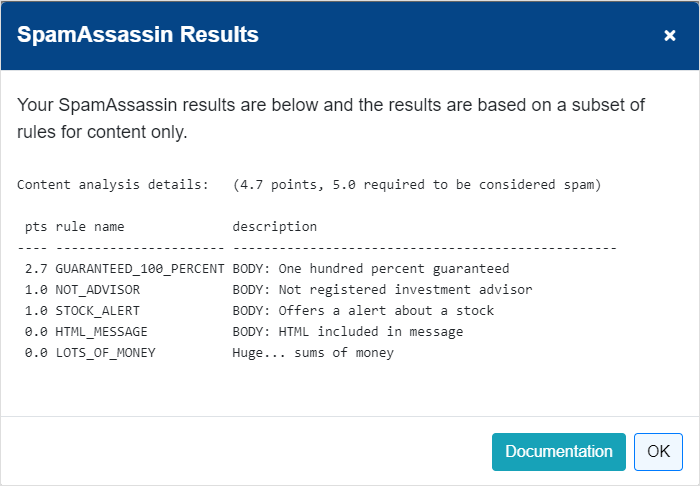 SpamAssassin Results
×
Your SpamAssassin results are below and the results are based on a subset of
rules for content only.
Content analysis details:   (4.7 points, 5.0 required to be considered spam)
 pts rule name              description
---- ---------------------- --------------------------------------------------
 2.7 GUARANTEED_100_PERCENT BODY: One hundred percent guaranteed
 1.0 NOT_ADVISOR            BODY: Not registered investment advisor
 1.0 STOCK_ALERT            BODY: Offers a alert about a stock
 0.0 HTML_MESSAGE           BODY: HTML included in message
 0.0 LOTS_OF_MONEY          Huge... sums of money
Documentation
OK